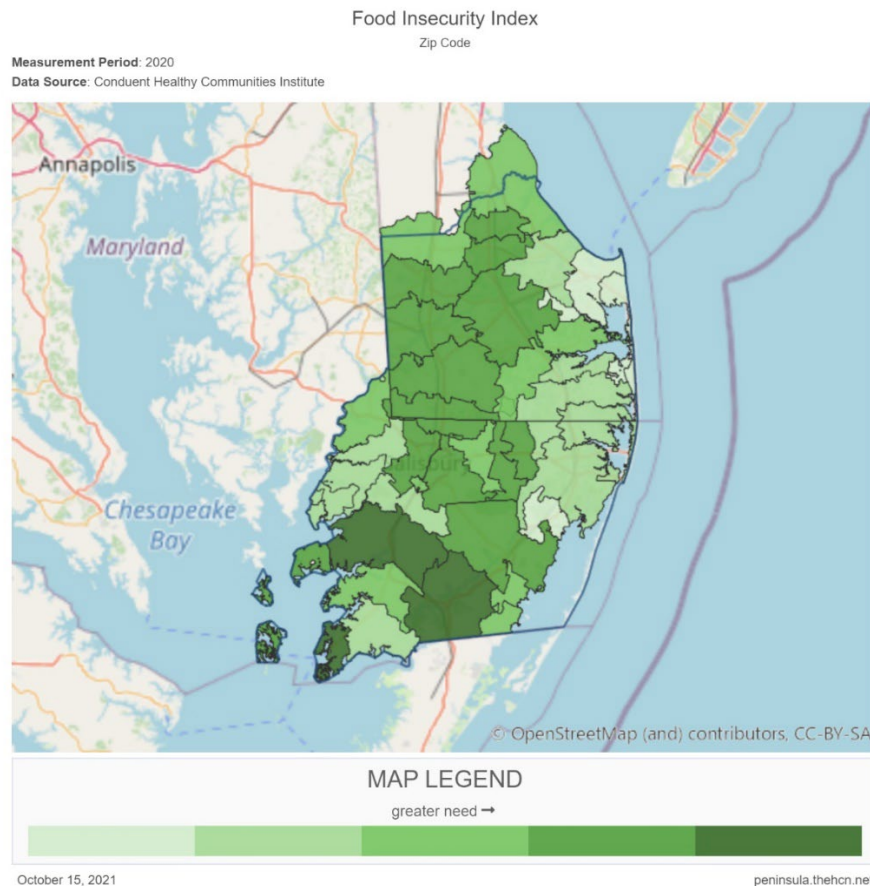 Food Insecurity Index
Zip Code
Measurement Period: 2020
Data Source: Conduent Healthy Communities Institute
Annapolis
Maryland
Salisbury
Chesapeake
Bay
© OpenStreetMap (and) contributors, CC-BY-SA
MAP LEGEND
greater need →
October 15, 2021
peninsula.thehcn.ne